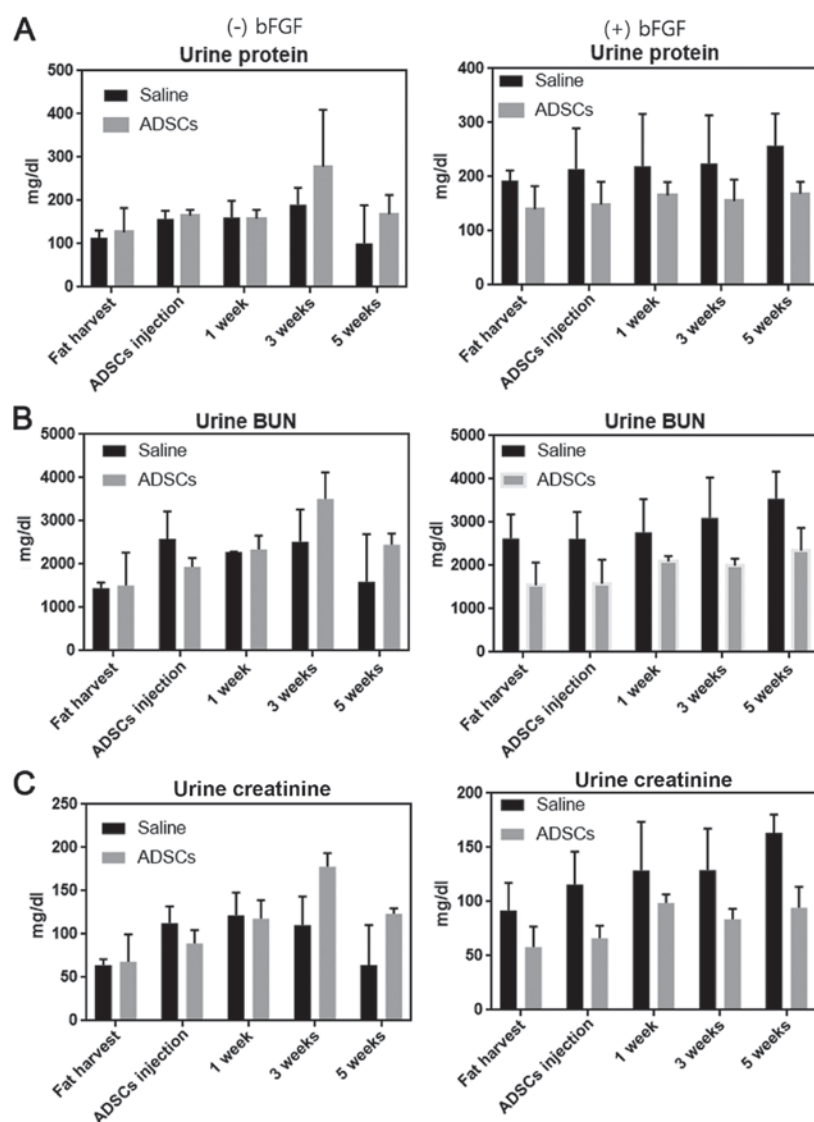 A
(-) bFGF
Urine protein
500
400
300
200
100
0
mg/dl
Saline
ADSCs
Fat harvest
ADSCs injection
1 week
3 weeks
5 weeks
(+) bFGF
Urine protein
400
300
200
100
0
mg/dl
Saline
ADSCs
Fat harvest
ADSCs injection
1 week
3 weeks
5 weeks
B
Urine BUN
5000
4000
3000
2000
1000
0
mg/dl
Saline
ADSCs
Fat harvest
ADSCs injection
1 week
3 weeks
5 weeks
Urine BUN
5000
4000
3000
2000
1000
0
mg/dl
Saline
ADSCs
Fat harvest
ADSCs injection
1 week
3 weeks
5 weeks
C
Urine creatinine
250
200
150
100
50
0
mg/dl
Saline
ADSCs
Fat harvest
ADSCs injection
1 week
3 weeks
5 weeks
Urine creatinine
200
150
100
50
0
mg/dl
Saline
ADSCs
Fat harvest
ADSCs injection
1 week
3 weeks
5 weeks